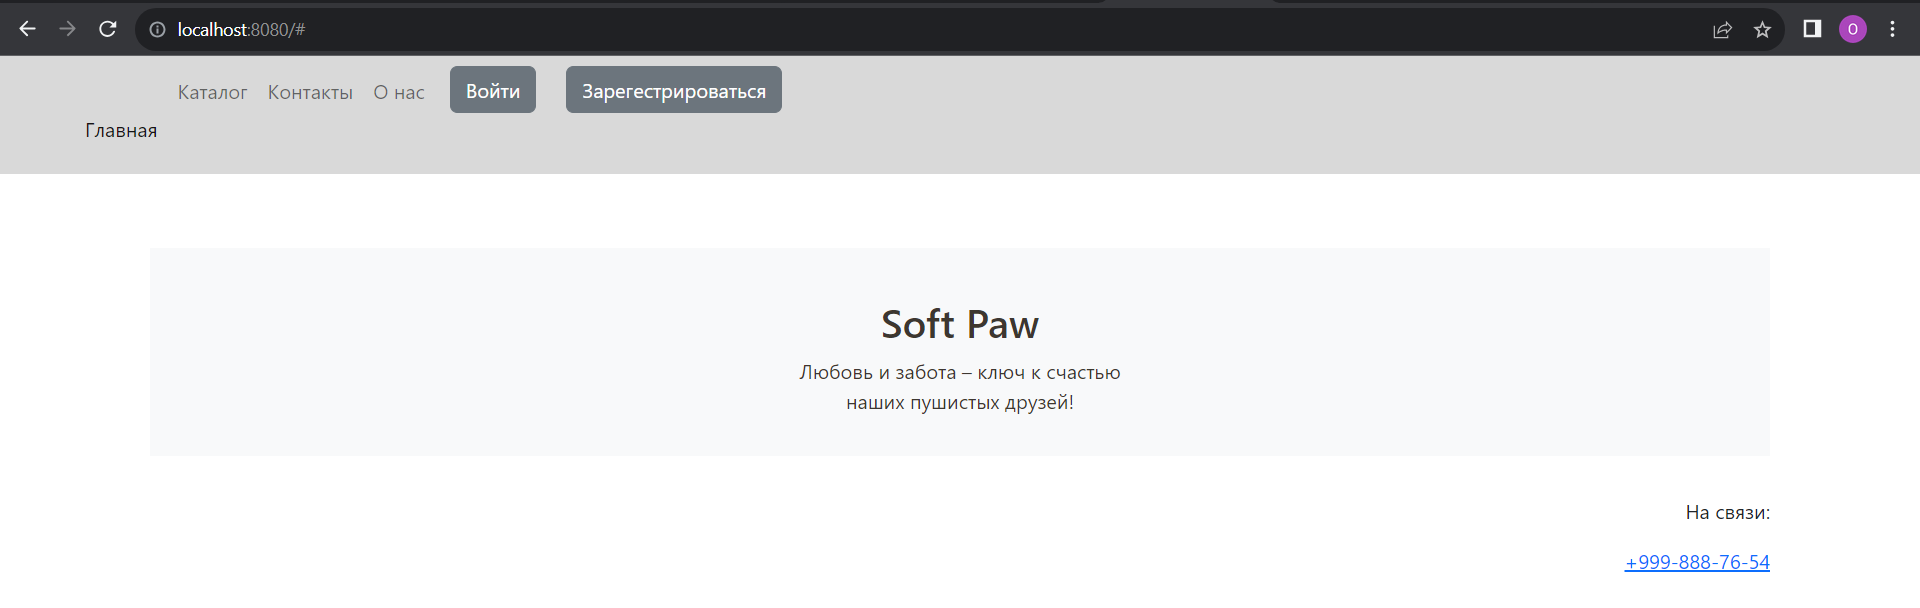 localhost:8080/#
О
Каталог Контакты О нас Войти Зарегестрироваться
Главная
Soft Paw
Любовь и забота – ключ к счастью
наших пушистых друзей!
На связи:
+999-888-76-54